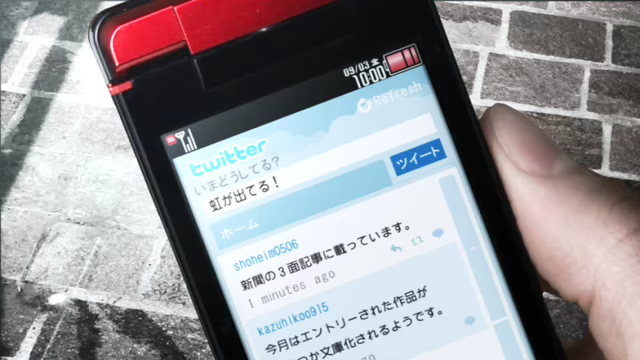 09/03 金
10:00
Refresh
twitter
いまどうしてる?
虹が出てる!
ツイート
ホーム
shoheim0506
新聞の3面記事に載っています。
1 minutes ago
kazuhikoo915
今月はエントリーされた作品が
つか文庫化されるようです。
ago